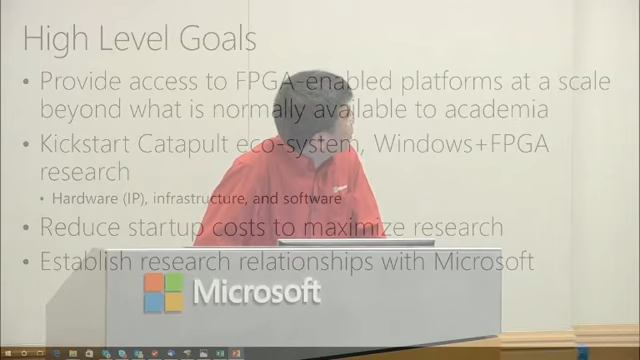 High Level Goals
• Provide access to FPGA-enabled platforms at a scale
beyond what is normally available to academia
• Kickstart Catapult eco-system, Windows+FPGA
research
• Hardware (IP), infrastructure, and software
• Reduce startup costs to maximize research
• Establish research relationships with Microsoft
Microsoft